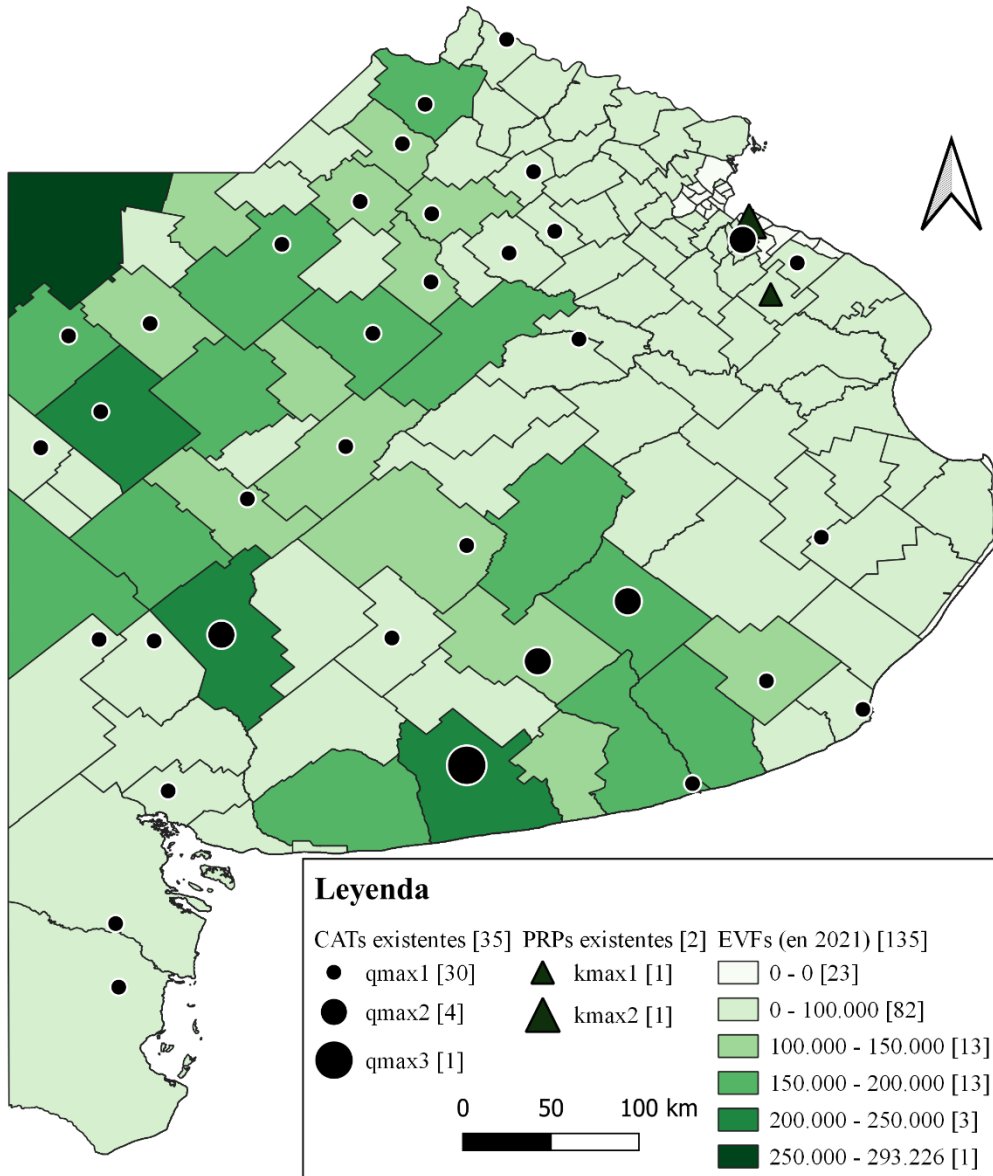 Leyenda
CATs existentes [35] PRPs existentes [2] EVFs (en 2021) [135]
qmax1 [30] kmax1 [1] 0 - 0 [23]
qmax2 [4] kmax2 [1] 0 - 100.000 [82]
qmax3 [1] 100.000 - 150.000 [13]
150.000 - 200.000 [13]
0 50 100 km 200.000 - 250.000 [3]
250.000 - 293.226 [1]